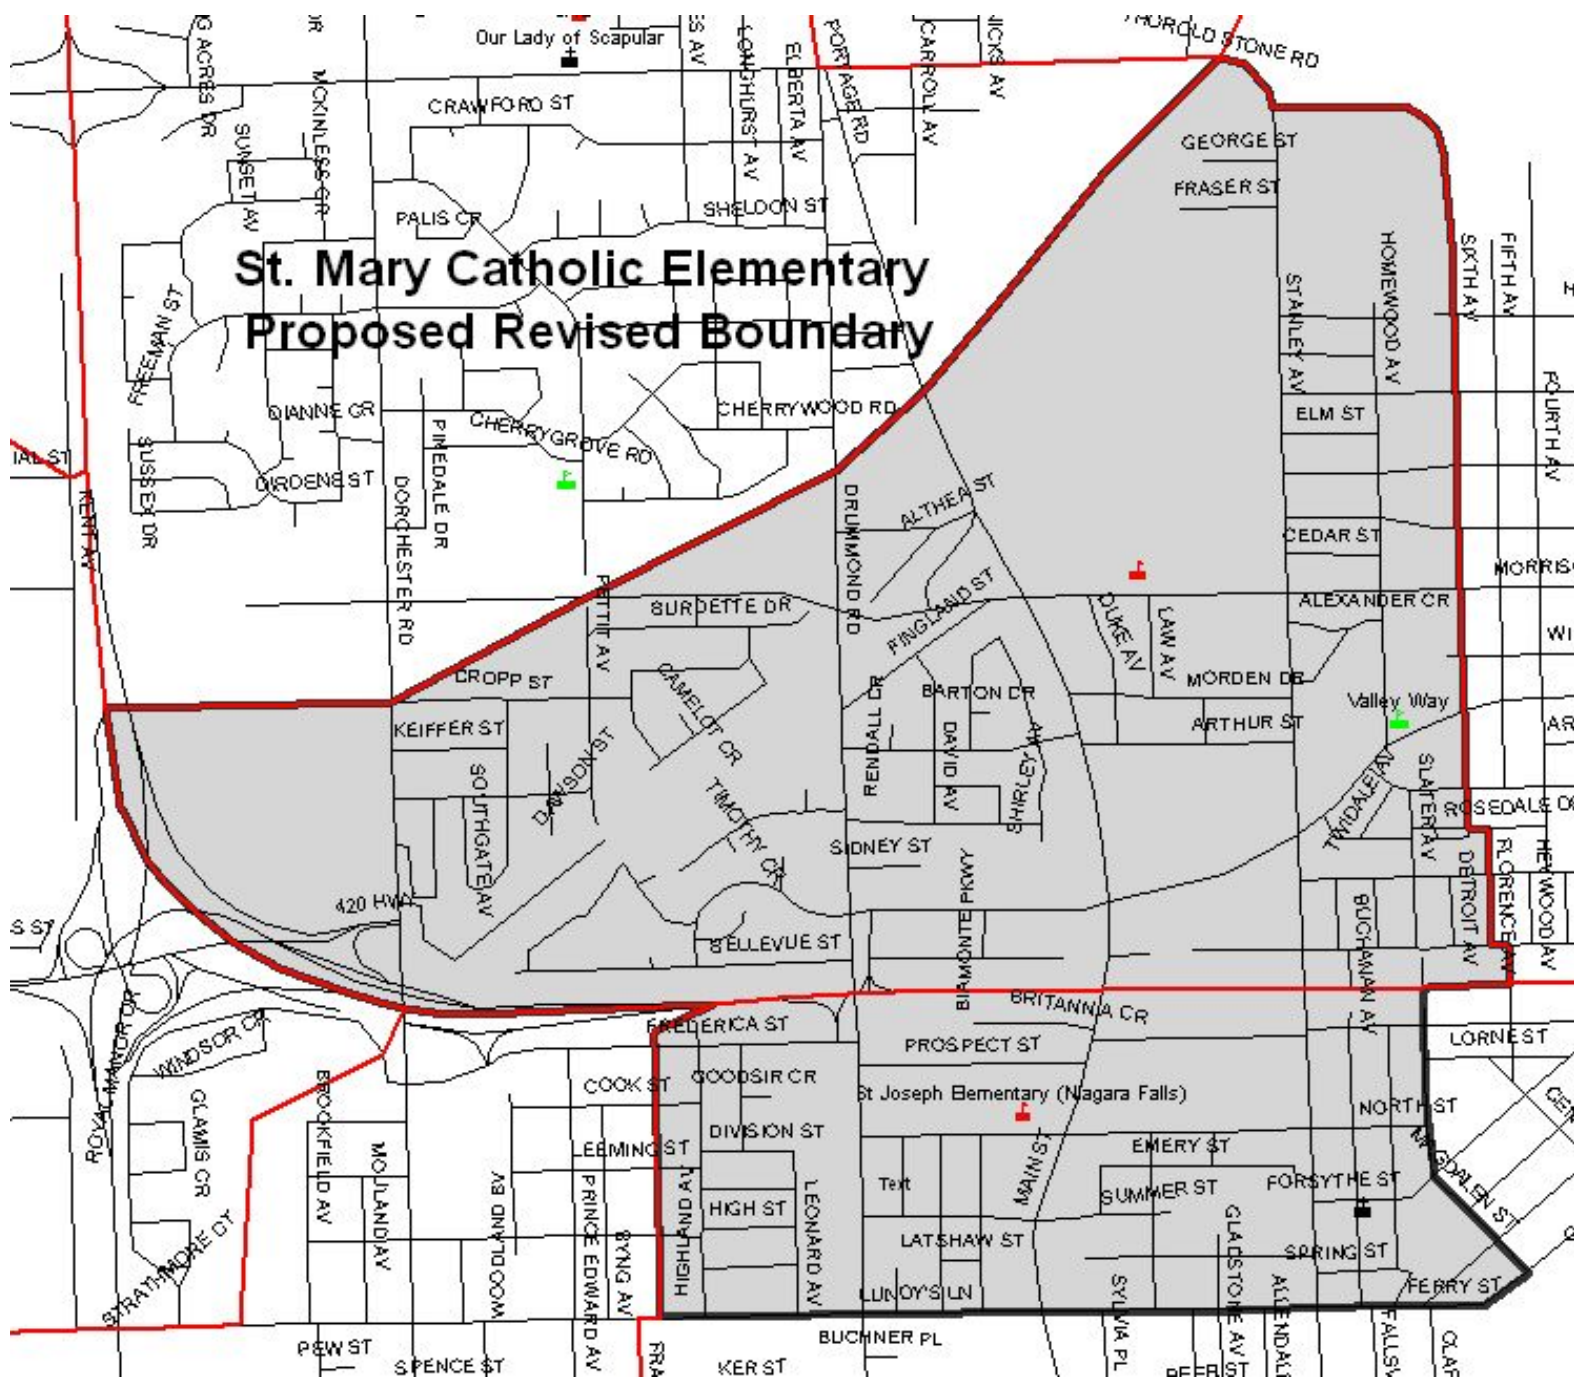 THOROLD STONE RD
Our Lady of Scapular
CRAWFORD ST
MCKINLESS CR
SUNSET AV
LONGHURST AV
ELBERTA AV
PORTAGE RD
CARROLL AV
GEORGE ST
FRASER ST
PALIS CR
SHELDON ST
St. Mary Catholic Elementary
Proposed Revised Boundary
HOMEWOOD AV
SIXTH AV
FIFTH AV
STANLEY AV
FREEMAN ST
FOURTH AV
DIANNE CR
CHERRYGROVE RD
CHERRYWOOD RD
ELM ST
PINEDALE DR
SUSSEX DR
DIRDENE ST
DORCHESTER RD
KENT AV
DRUMMOND RD
ALTHEA ST
CEDAR ST
PETTIT AV
BURDETTE DR
FINGLAND ST
DUKE AV
LAW AV
ALEXANDER CR
CROPP ST
CAMELOT CR
BARTON DR
MORDEN DR
Valley Way
KEIFFER ST
ARTHUR ST
RENDALL CR
DAVID AV
SHIRLEY AV
DAWSON ST
SOUTHGATE AV
TIMOTHY CR
SIDNEY ST
TWIDALE AV
SLATER AV
DETROIT AV
FLORENCE AV
HEYWOOD AV
420 HWY
BELLEVUE ST
BIAMONTE PKWY
BUCHANAN AV
BRITANNIA CR
FREDERICA ST
PROSPECT ST
LORNE ST
ROYAL MANOR DR
WINDSOR CR
COOK ST
GOODSIR CR
St Joseph Elementary (Niagara Falls)
NORTH ST
BROOKFIELD AV
GLAMIS CR
LEEMING ST
DIVISION ST
EMERY ST
MAIN ST
MOULAND AV
WOODLAND BV
PRINCE EDWARD AV
SYNG AV
HIGHLAND AV
HIGH ST
LEONARD AV
Text
SUMMER ST
FORSYTHE ST
STRATHMORE CT
LATSHAW ST
GLADSTONE AV
SPRING ST
LUNDY'S LN
SYLVIA PL
FERRY ST
PEW ST
SPENCE ST
KER ST
BUCHNER PL